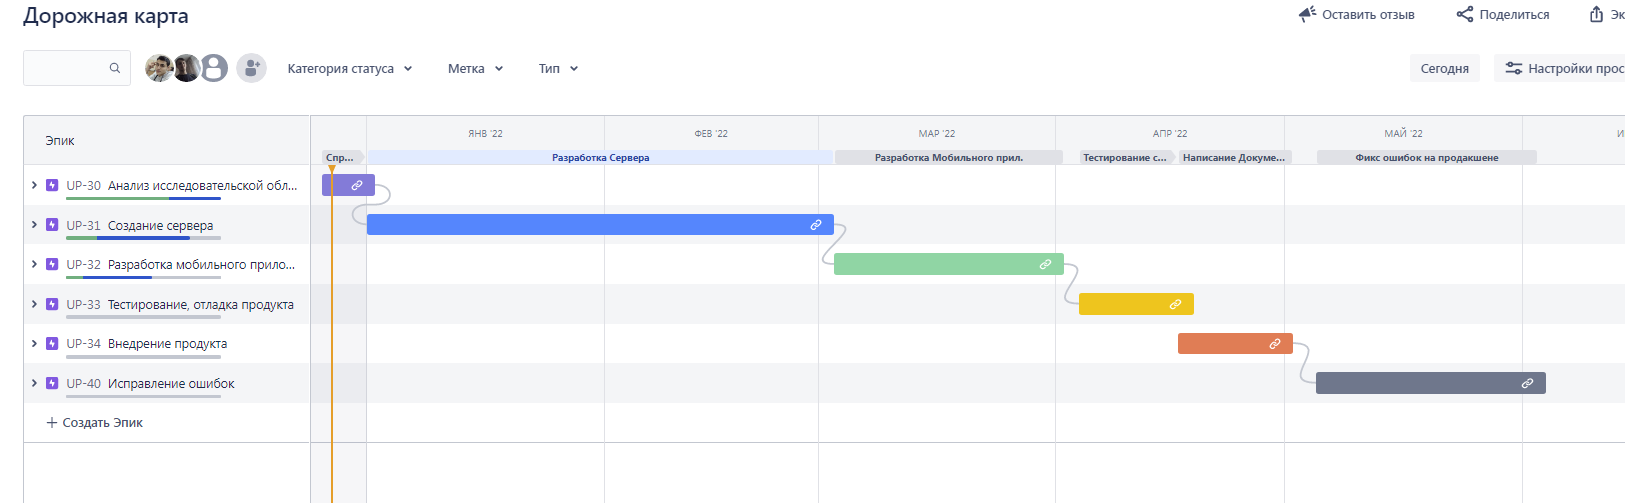 Дорожная карта
Оставить отзыв
Поделиться
Эк
Категория статуса
Метка
Тип
Сегодня
Настройки прос
Эпик
ЯНВ '22
ФЕВ '22
МАР '22
АПР '22
МАЙ '22
И
Спр...
Разработка Сервера
Разработка Мобильного прил.
Тестирование с...
Написание Докуме...
Фикс ошибок на продакшене
UP-30 Анализ исследовательской обл...
UP-31 Создание сервера
UP-32 Разработка мобильного прило...
UP-33 Тестирование, отладка продукта
UP-34 Внедрение продукта
UP-40 Исправление ошибок
+ Создать Эпик